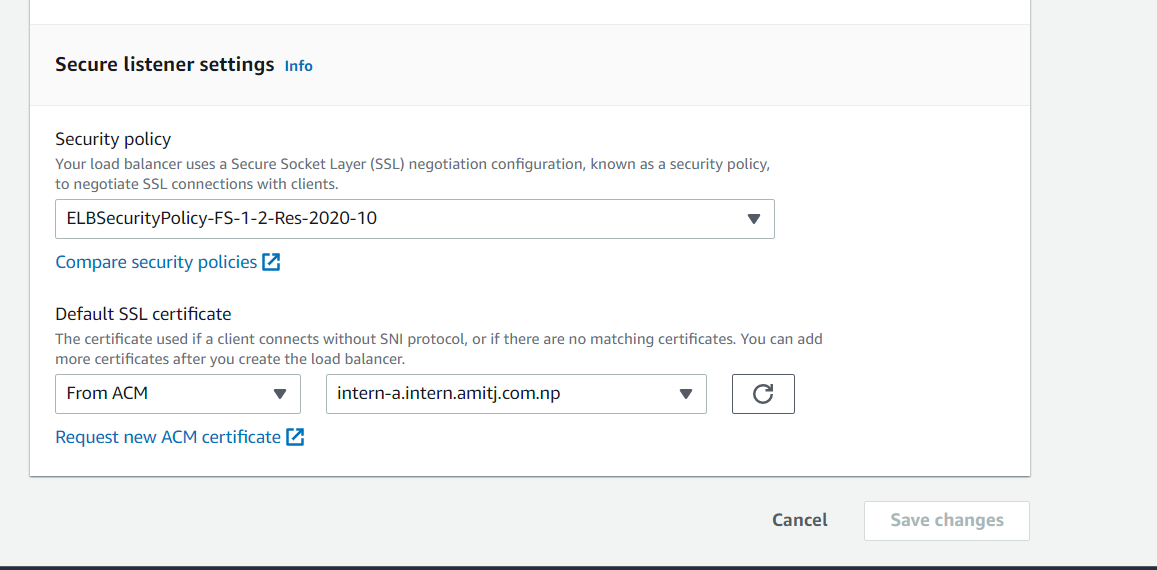 Secure listener settings Info
Security policy
Your load balancer uses a Secure Socket Layer (SSL) negotiation configuration, known as a security policy,
to negotiate SSL connections with clients.
ELBSecurityPolicy-FS-1-2-Res-2020-10
Compare security policies
Default SSL certificate
The certificate used if a client connects without SNI protocol, or if there are no matching certificates. You can add
more certificates after you create the load balancer.
From ACM intern-a.intern.amitj.com.np
Request new ACM certificate
Cancel Save changes